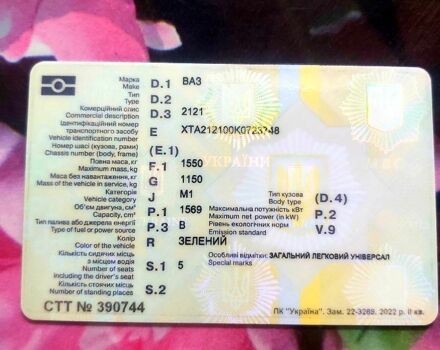 Марка D.1 ВАЗ
Make
Тип D.2
Type
Комерційний опис D.3 2121
Commercial description
Ідентифікаційний номер
транспортного засобу E
Vehicle identification number
Номер шасі (кузова, рами) (E.1)
Chassis number (body, frame)
УКРАЇНИ
Повна маса, кг F.1 1550
Maximum mass, kg
Маса без навантаження, кг G 1150
Mass of the vehicle in service, kg
Категорія J M1 Тип кузова (D.4)
Vehicle category Body type
Об'єм двигуна, см³ P.1 1569 Максимальна потужність кВт P.2
Capacity, cm³ Maximum net power (in kW)
Тип палива або джерела енергії P.3 B Рівень екологічних норм V.9
Type of fuel or power source Emission standard
Колір R ЗЕЛЕНИЙ
Color of the vehicle
Кількість сидячих місць Особливі відмітки: ЗАГАЛЬНИЙ ЛЕГКОВИЙ УНІВЕРСАЛ
з місцем водія S.1 5 Special marks
Number of seats
Including the driver's seat
Кількість стоячих місць S.2
Number of standing places
СТТ № 390744
ПК "Україна". Зам. 22-3269. 2022 р. II кв.